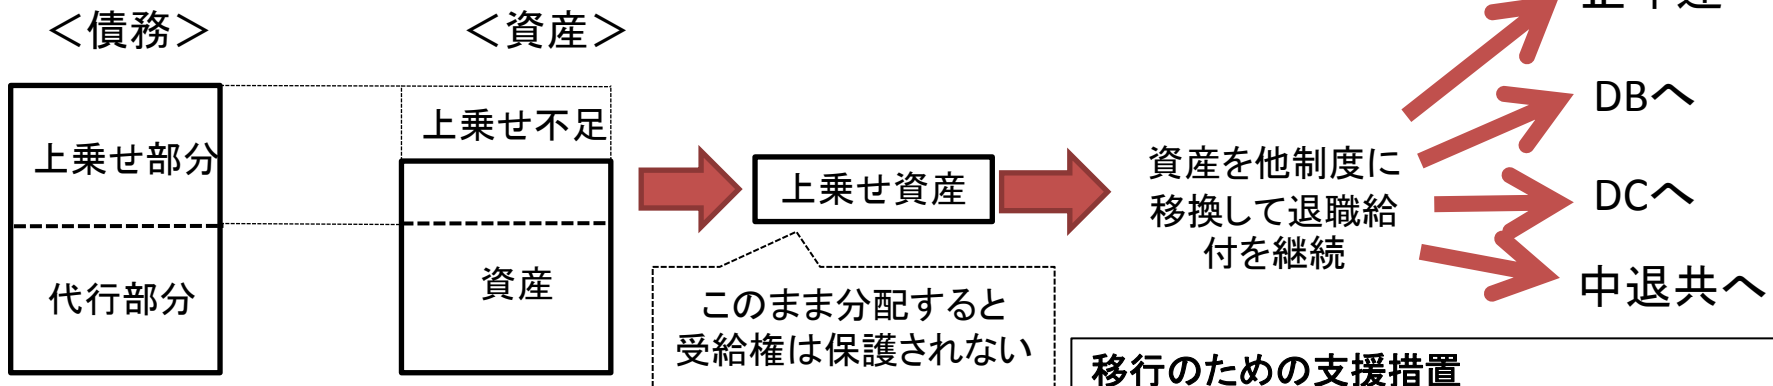 ＜債務＞
＜資産＞
上乗せ部分
代行部分
上乗せ不足
資産
上乗せ資産
このまま分配すると
受給権は保護されない
資産を他制度に
移換して退職給
付を継続
DBへ
DCへ
中退共へ
移行のための支援措置